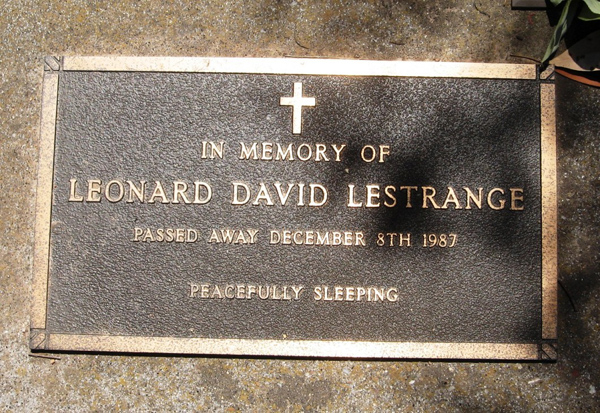 IN MEMORY OF
LEONARD DAVID LESTRANGE
PASSED AWAY DECEMBER 8TH 1987
PEACEFULLY SLEEPING